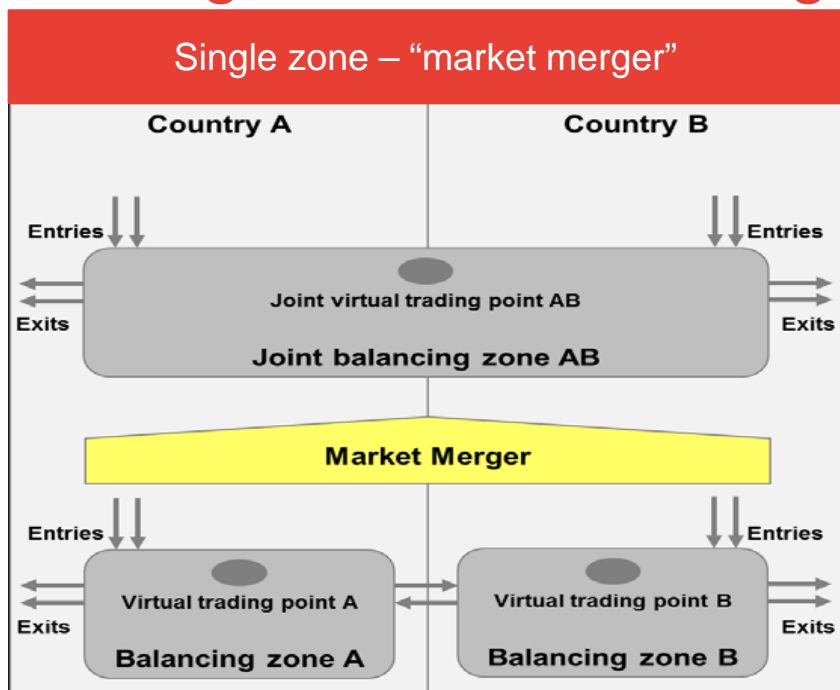 Single zone – “market merger”
Country A
Country B
Entries
Entries
Joint virtual trading point AB
Exits
Exits
Joint balancing zone AB
Market Merger
Entries
Entries
Virtual trading point A
Virtual trading point B
Exits
Exits
Balancing zone A
Balancing zone B